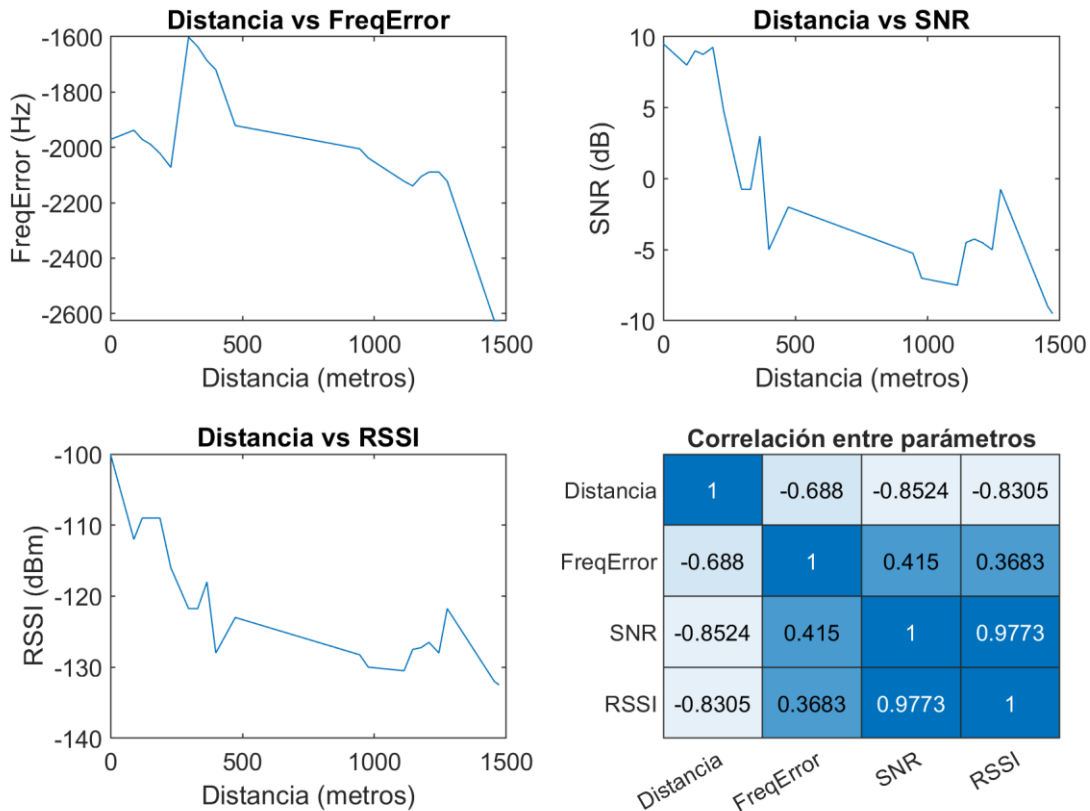 Distancia vs FreqError
-1600
-1800
-2000
-2200
-2400
-2600
FreqError (Hz)
0 500 1000 1500
Distancia (metros)
Distancia vs SNR
10
5
0
-5
-10
SNR (dB)
0 500 1000 1500
Distancia (metros)
Distancia vs RSSI
-100
-110
-120
-130
-140
RSSI (dBm)
0 500 1000 1500
Distancia (metros)
Correlación entre parámetros
Distancia 1 -0.688 -0.8524 -0.8305
FreqError -0.688 1 0.415 0.3683
SNR -0.8524 0.415 1 0.9773
RSSI -0.8305 0.3683 0.9773 1
Distancia FreqError SNR RSSI